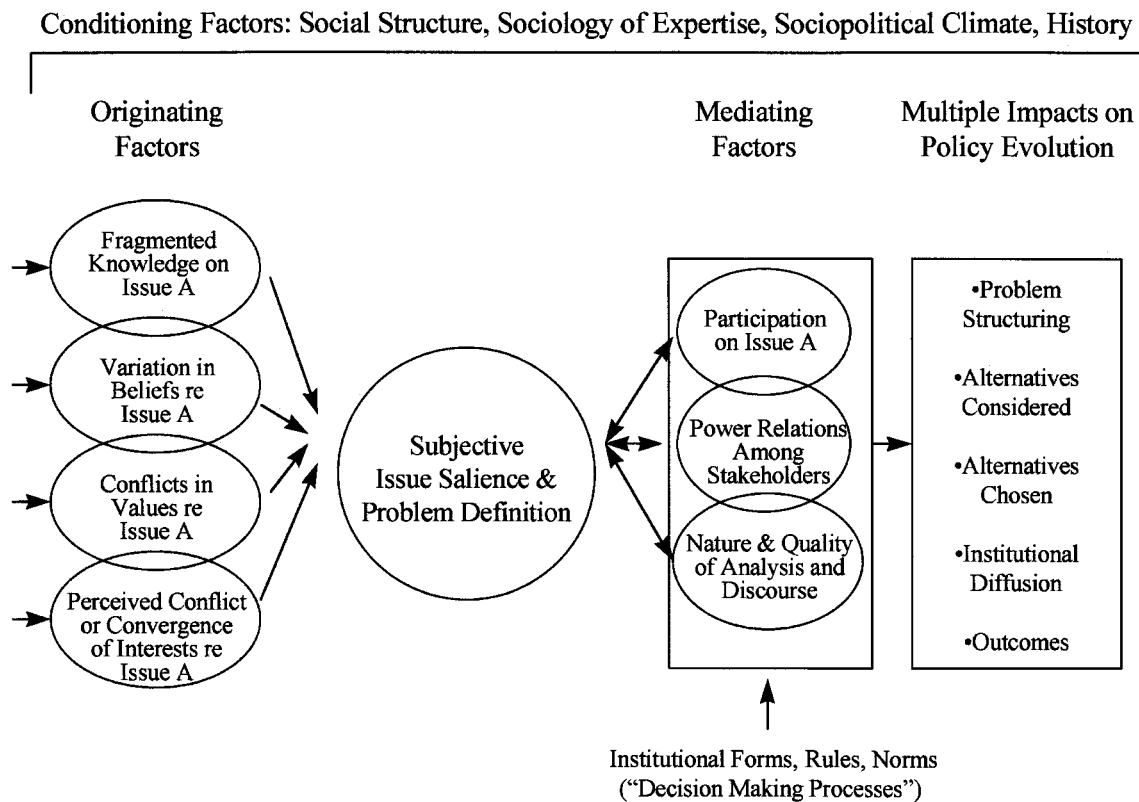 Conditioning Factors: Social Structure, Sociology of Expertise, Sociopolitical Climate, History
Originating
Factors
Mediating
Factors
Multiple Impacts on
Policy Evolution
Fragmented
Knowledge on
Issue A
Variation in
Beliefs re
Issue A
Conflicts in
Values re
Issue A
Perceived Conflict
or Convergence
of Interests re
Issue A
Subjective
Issue Salience &
Problem Definition
Participation
on Issue A
Power Relations
Among
Stakeholders
Nature & Quality
of Analysis and
Discourse
•Problem
Structuring
•Alternatives
Considered
•Alternatives
Chosen
•Institutional
Diffusion
•Outcomes
Institutional Forms, Rules, Norms
(“Decision Making Processes”)